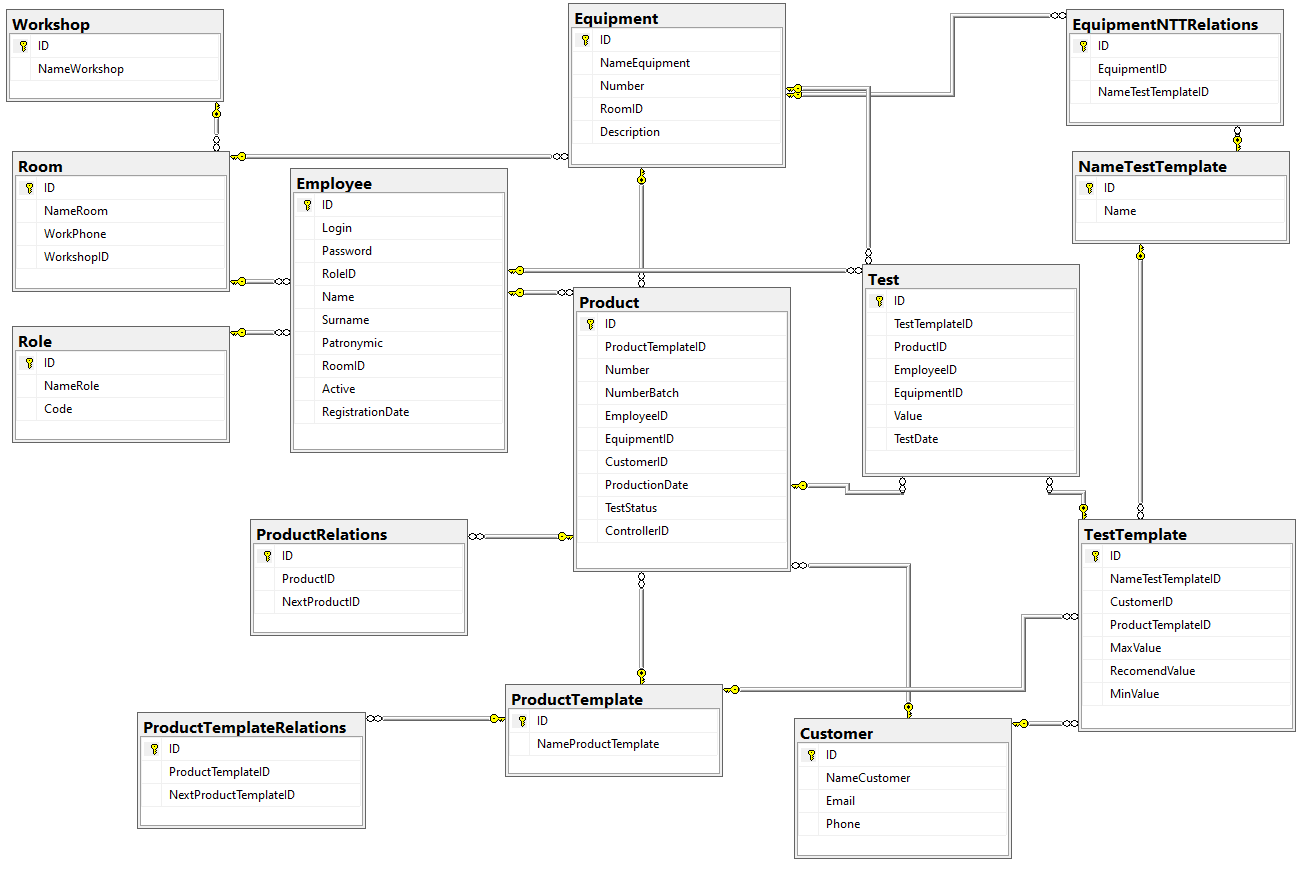 Workshop
ID
NameWorkshop
Room
ID
NameRoom
WorkPhone
WorkshopID
Role
ID
NameRole
Code
Employee
ID
Login
Password
RoleID
Name
Surname
Patronymic
RoomID
Active
RegistrationDate
Equipment
ID
NameEquipment
Number
RoomID
Description
EquipmentNTTRelations
ID
EquipmentID
NameTestTemplateID
NameTestTemplate
ID
Name
Product
ID
ProductTemplateID
Number
NumberBatch
EmployeeID
EquipmentID
CustomerID
ProductionDate
TestStatus
ControllerID
Test
ID
TestTemplateID
ProductID
EmployeeID
EquipmentID
Value
TestDate
ProductRelations
ID
ProductID
NextProductID
TestTemplate
ID
NameTestTemplateID
CustomerID
ProductTemplateID
MaxValue
RecomendValue
MinValue
ProductTemplateRelations
ID
ProductTemplateID
NextProductTemplateID
ProductTemplate
ID
NameProductTemplate
Customer
ID
NameCustomer
Email
Phone